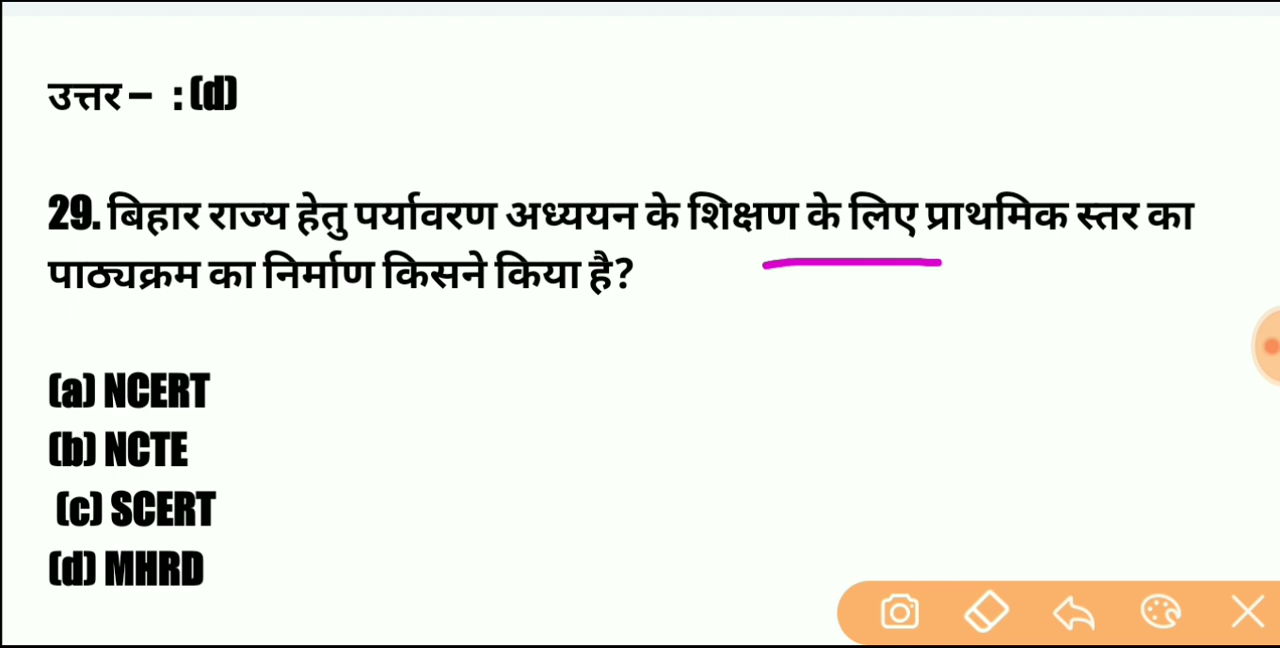 उत्तर – : (d)
29. बिहार राज्य हेतु पर्यावरण अध्ययन के शिक्षण के लिए प्राथमिक स्तर का
पाठ्यक्रम का निर्माण किसने किया है?
(a) NCERT
(b) NCTE
(c) SCERT
(d) MHRD